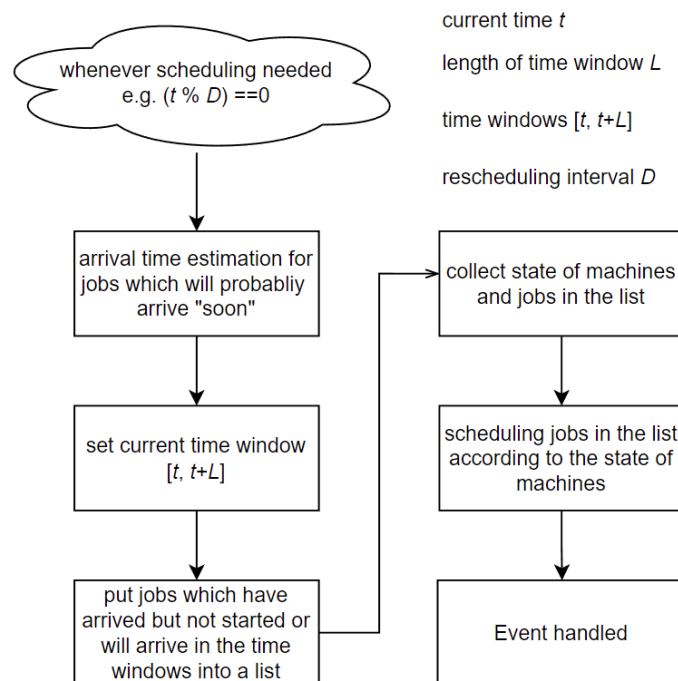 whenever scheduling needed
e.g. (t % D) ==0
current time t
length of time window L
time windows [t, t+L]
rescheduling interval D
arrival time estimation for
jobs which will probabliy
arrive "soon"
set current time window
[t, t+L]
put jobs which have
arrived but not started or
will arrive in the time
windows into a list
collect state of machines
and jobs in the list
scheduling jobs in the list
according to the state of
machines
Event handled